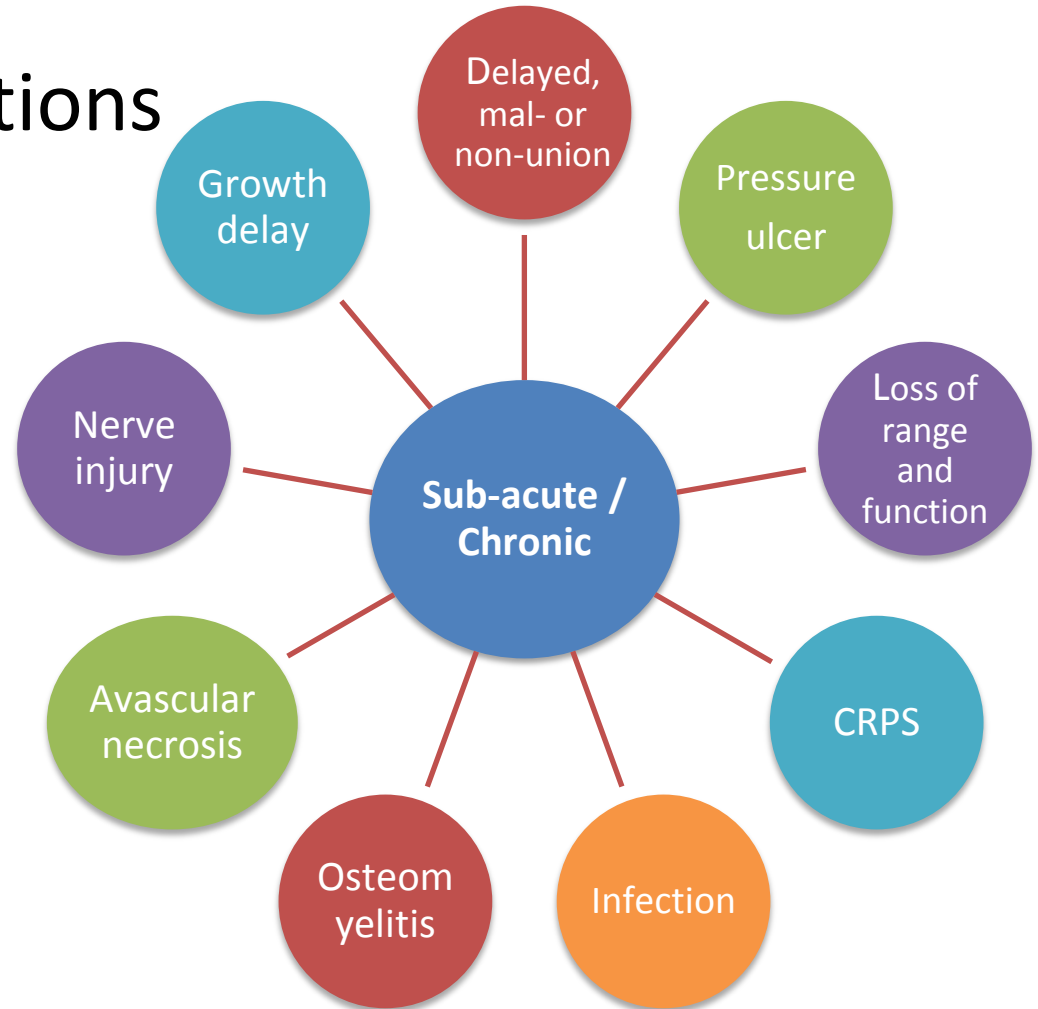 tions
Delayed,
mal- or
non-union
Pressure
ulcer
Loss of
range
and
function
CRPS
Infection
Osteom
yelitis
Avascular
necrosis
Nerve
injury
Growth
delay
Sub-acute /
Chronic